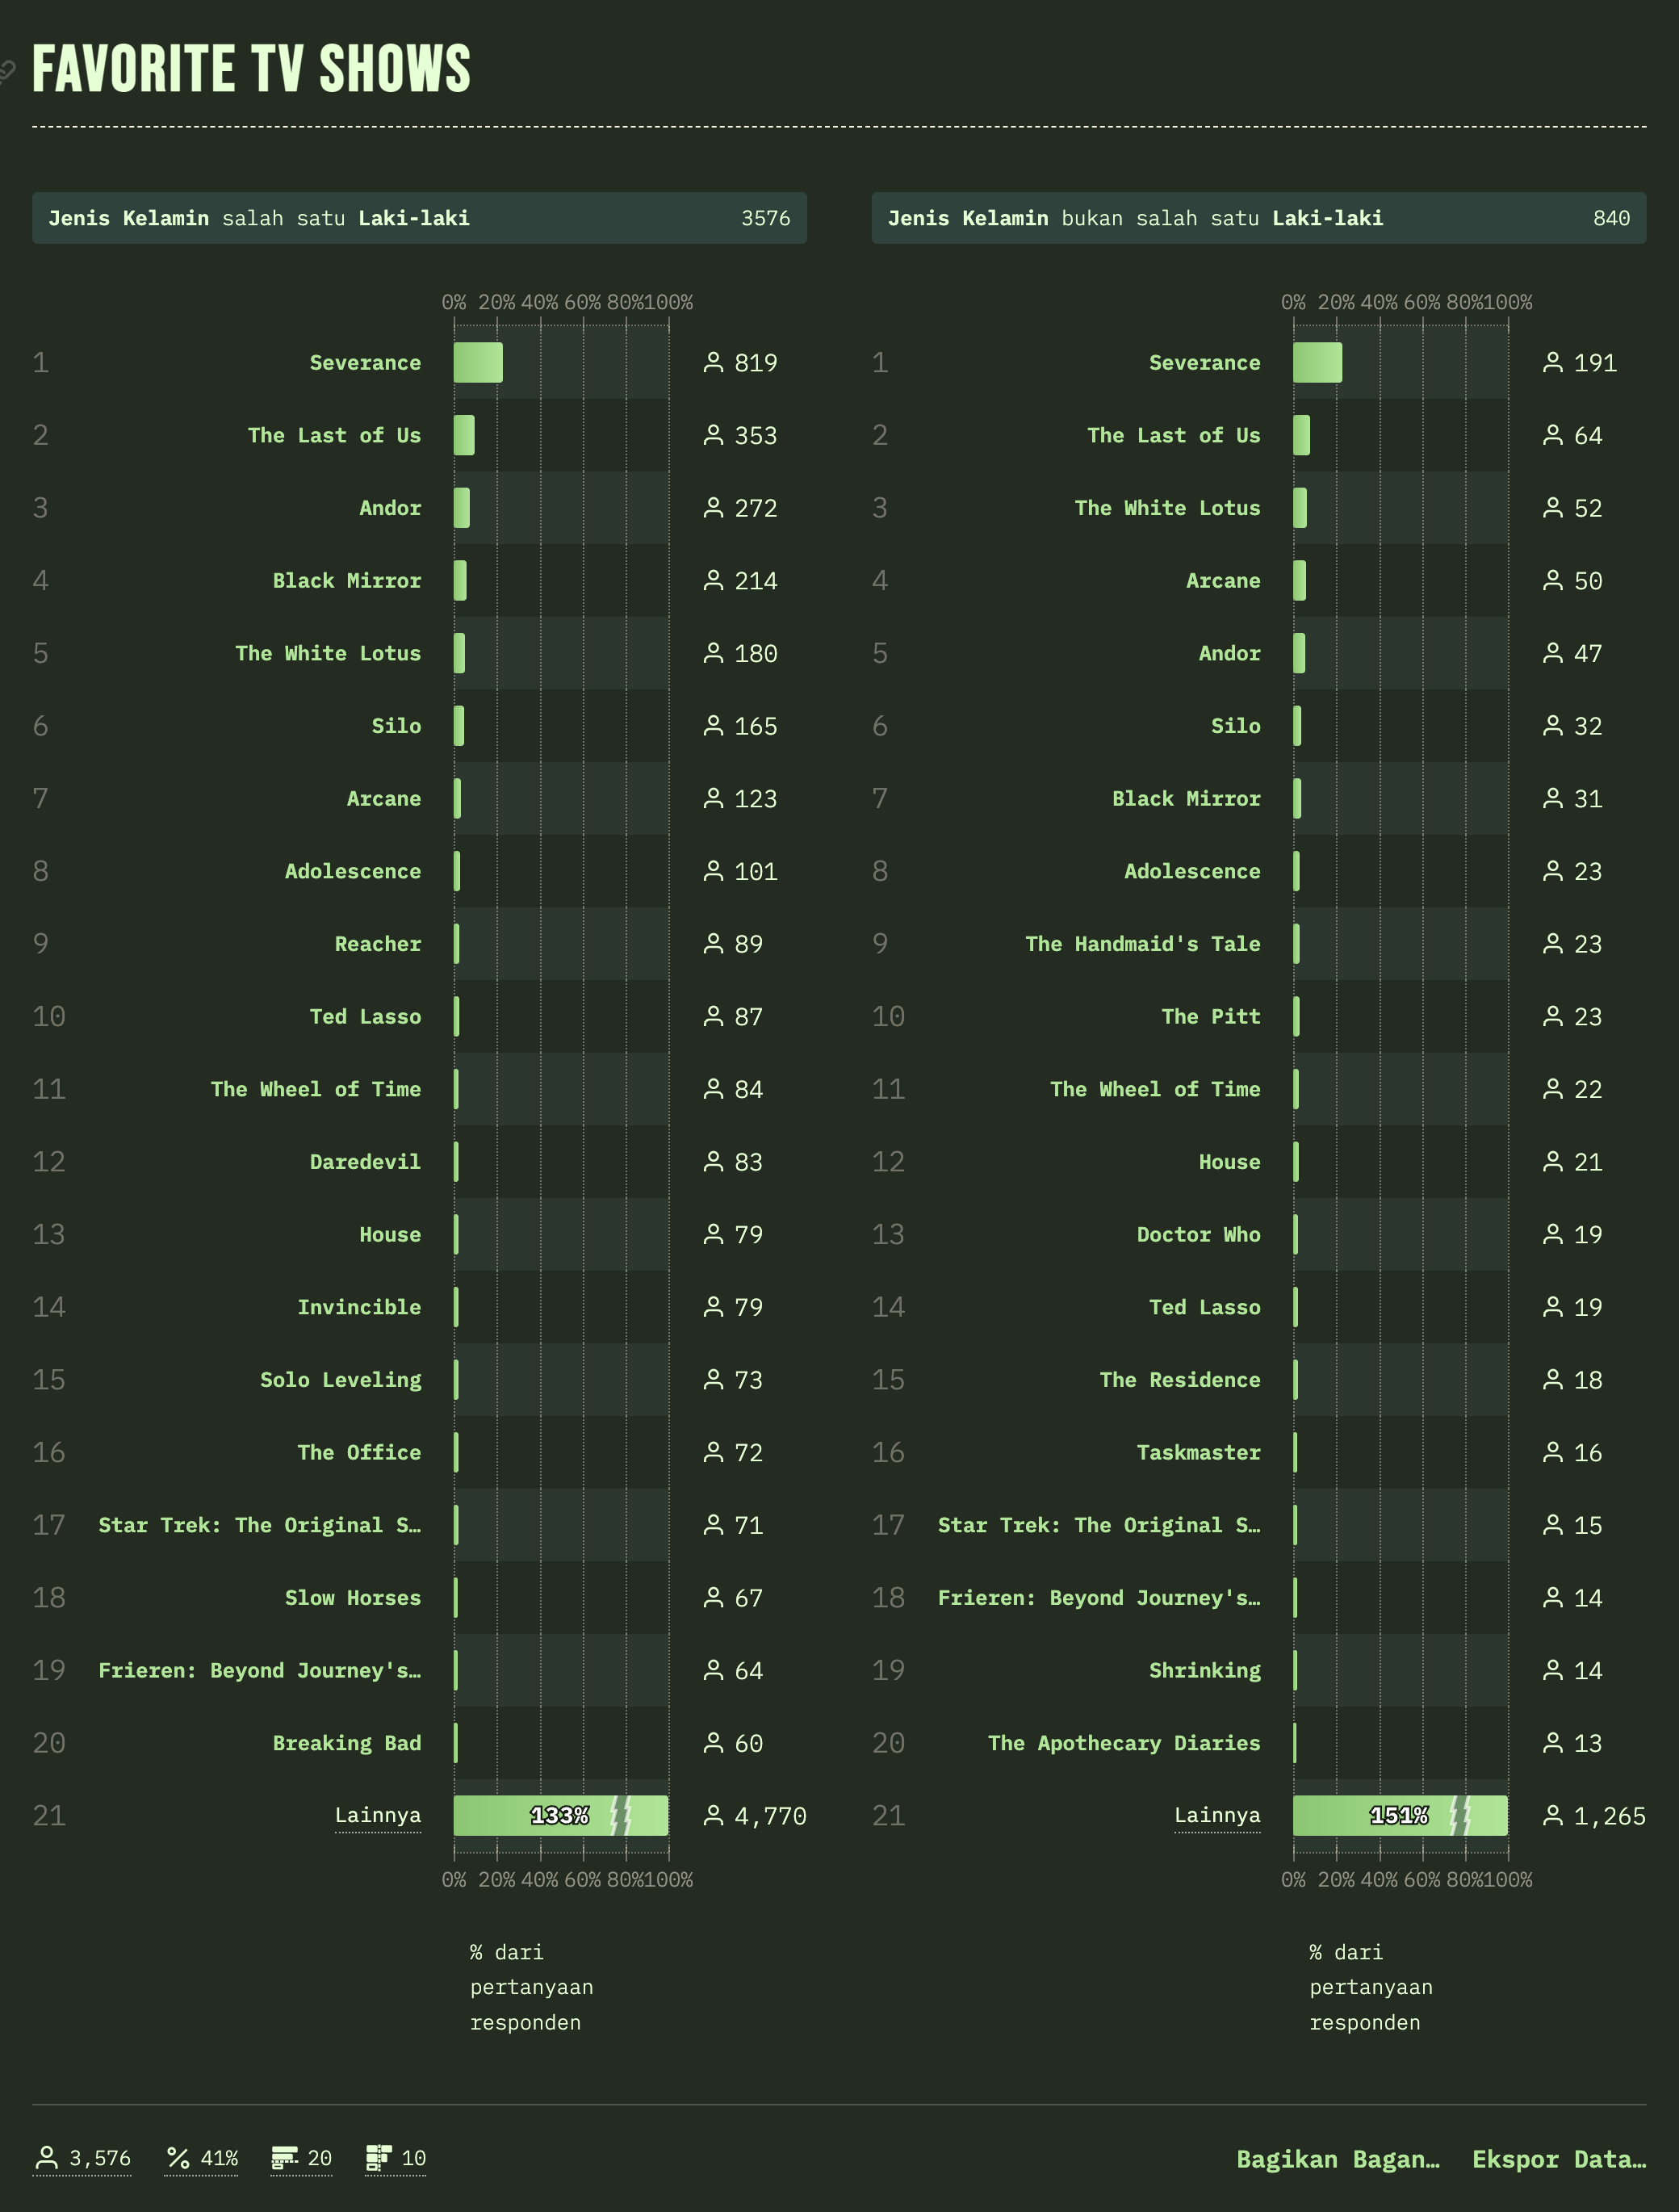 FAVORITE TV SHOWS
Jenis Kelamin salah satu Laki-laki 3576
0% 20% 40% 60% 80% 100%
1 Severance 819
2 The Last of Us 353
3 Andor 272
4 Black Mirror 214
5 The White Lotus 180
6 Silo 165
7 Arcane 123
8 Adolescence 101
9 Reacher 89
10 Ted Lasso 87
11 The Wheel of Time 84
12 Daredevil 83
13 House 79
14 Invincible 79
15 Solo Leveling 73
16 The Office 72
17 Star Trek: The Original S… 71
18 Slow Horses 67
19 Frieren: Beyond Journey's… 64
20 Breaking Bad 60
21 Lainnya 133% 4,770
0% 20% 40% 60% 80% 100%
% dari
pertanyaan
responden
Jenis Kelamin bukan salah satu Laki-laki 840
0% 20% 40% 60% 80% 100%
1 Severance 191
2 The Last of Us 64
3 The White Lotus 52
4 Arcane 50
5 Andor 47
6 Silo 32
7 Black Mirror 31
8 Adolescence 23
9 The Handmaid's Tale 23
10 The Pitt 23
11 The Wheel of Time 22
12 House 21
13 Doctor Who 19
14 Ted Lasso 19
15 The Residence 18
16 Taskmaster 16
17 Star Trek: The Original S… 15
18 Frieren: Beyond Journey's… 14
19 Shrinking 14
20 The Apothecary Diaries 13
21 Lainnya 151% 1,265
0% 20% 40% 60% 80% 100%
% dari
pertanyaan
responden
3,576 41% 20 10
Bagikan Bagan… Ekspor Data…